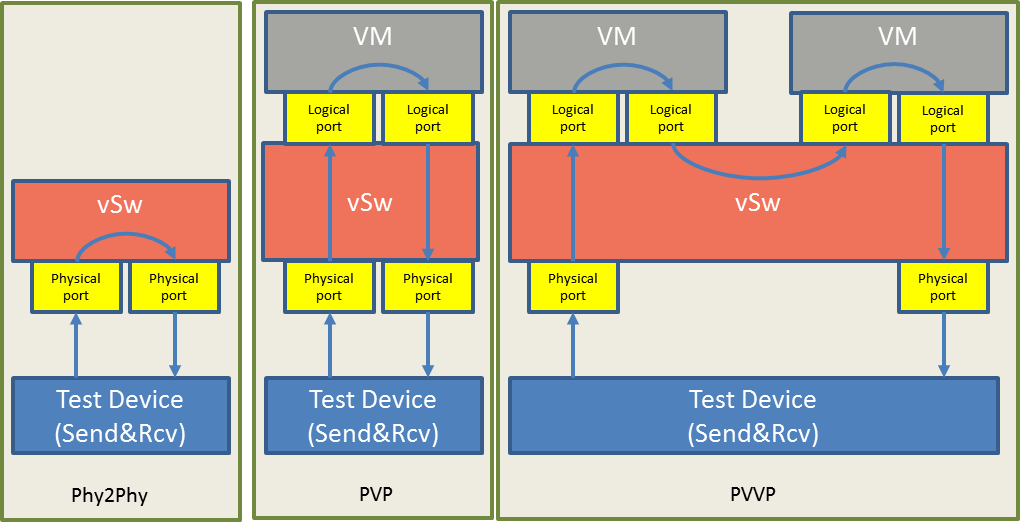 vSw
Physical
port
Physical
port
Test Device
(Send&Rcv)
Phy2Phy
VM
Logical
port
Logical
port
vSw
Physical
port
Physical
port
Test Device
(Send&Rcv)
PVP
VM
VM
Logical
port
Logical
port
Logical
port
Logical
port
vSw
Physical
port
Physical
port
Test Device
(Send&Rcv)
PVVP